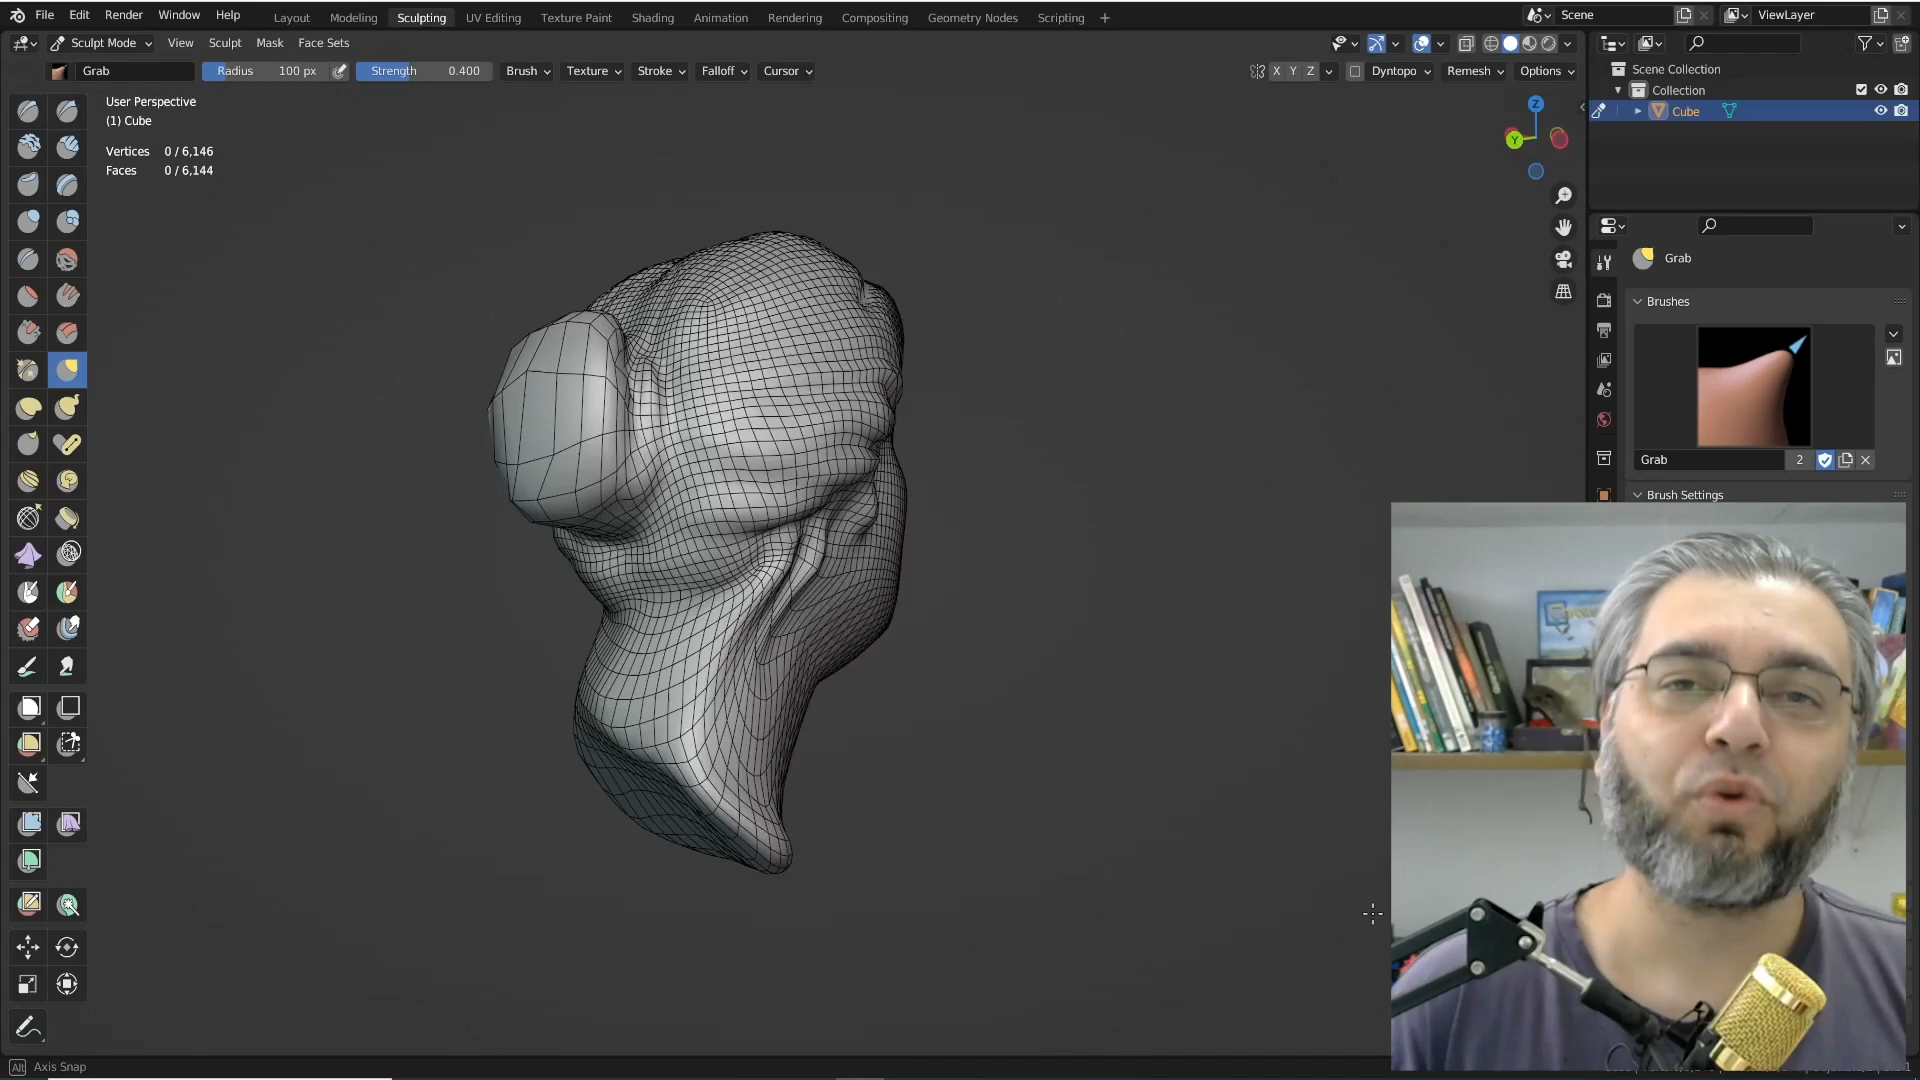 File Edit Render Window Help Layout Modeling Sculpting UV Editing Texture Paint Shading Animation Rendering Compositing Geometry Nodes Scripting + Scene ViewLayer
Sculpt Mode View Sculpt Mask Face Sets
Grab Radius 100 px Strength 0.400 Brush Texture Stroke Falloff Cursor X Y Z Dyntopo Remesh Options
Scene Collection
Collection
Cube
User Perspective
(1) Cube
Vertices 0 / 6,146
Faces 0 / 6,144
Z
Y
Grab
Brushes
Grab 2
Brush Settings
Alt Axis Snap